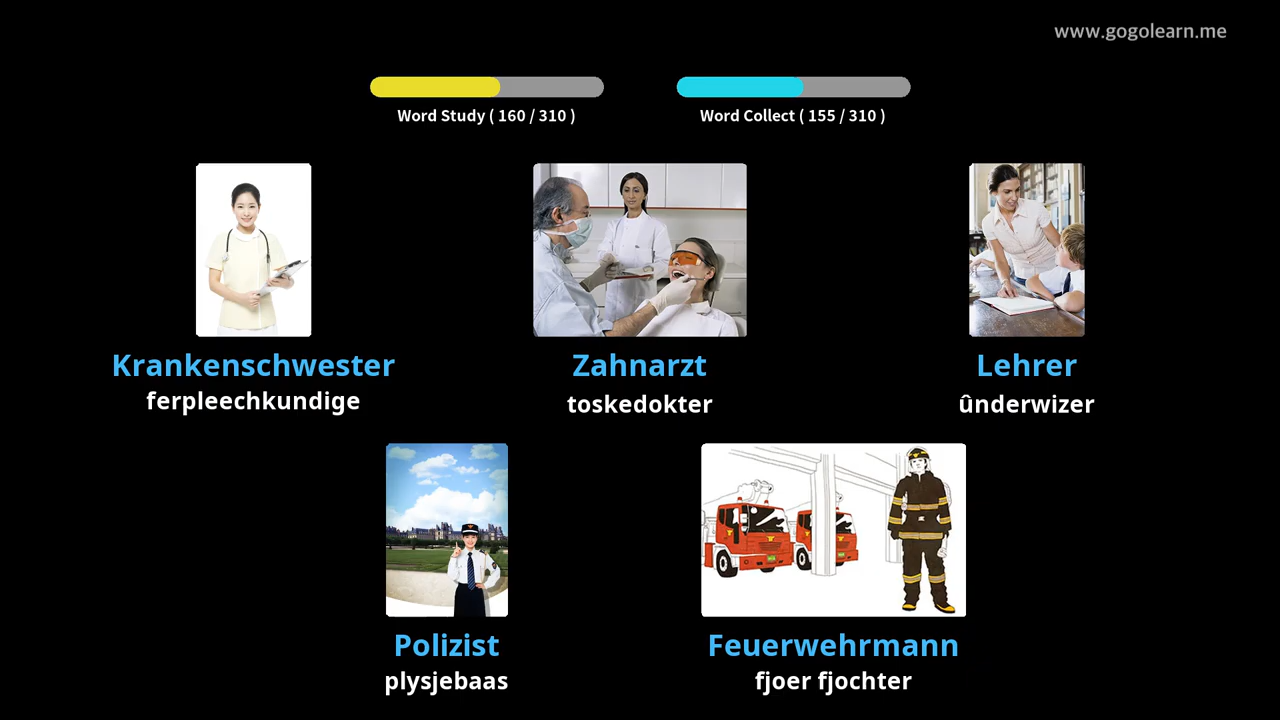 www.gogolearn.me
Word Study ( 160 / 310 )
Word Collect ( 155 / 310 )
Krankenschwester
ferpleechkundige
Zahnarzt
toskedokter
Lehrer
ûnderwizer
Polizist
plysjebaas
Feuerwehrmann
fjoer fjochter